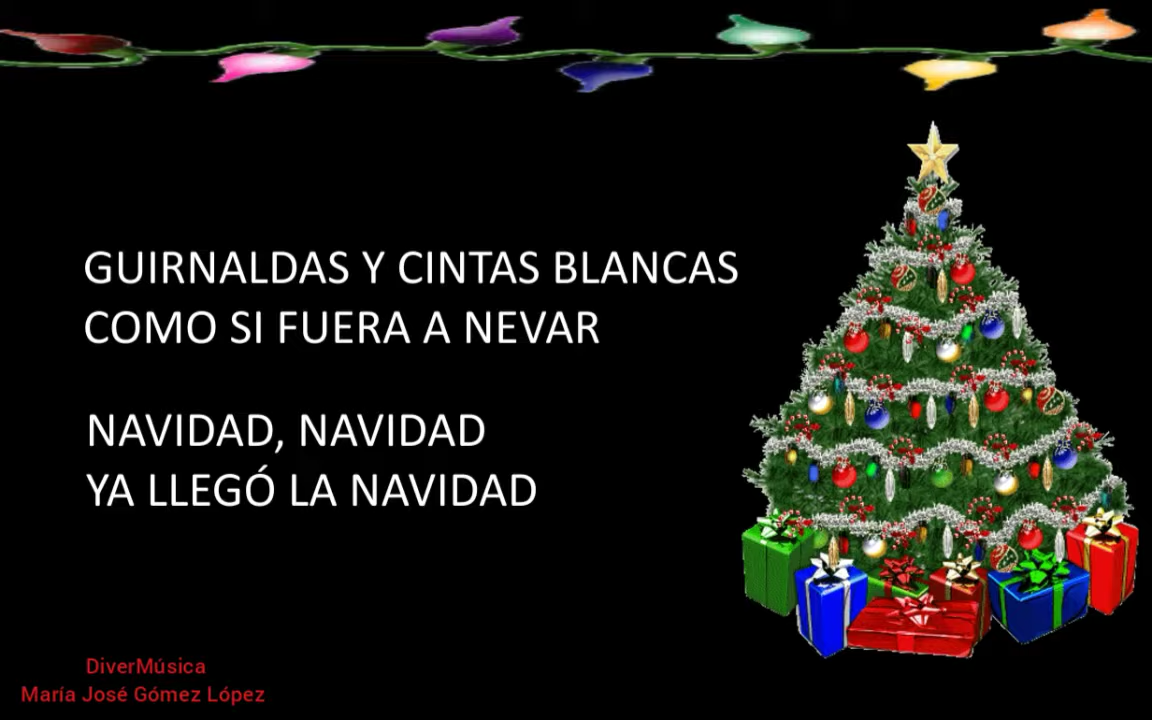 GUIRNALDAS Y CINTAS BLANCAS
COMO SI FUERA A NEVAR
NAVIDAD, NAVIDAD
YA LLEGÓ LA NAVIDAD
DiverMúsica
María José Gómez López